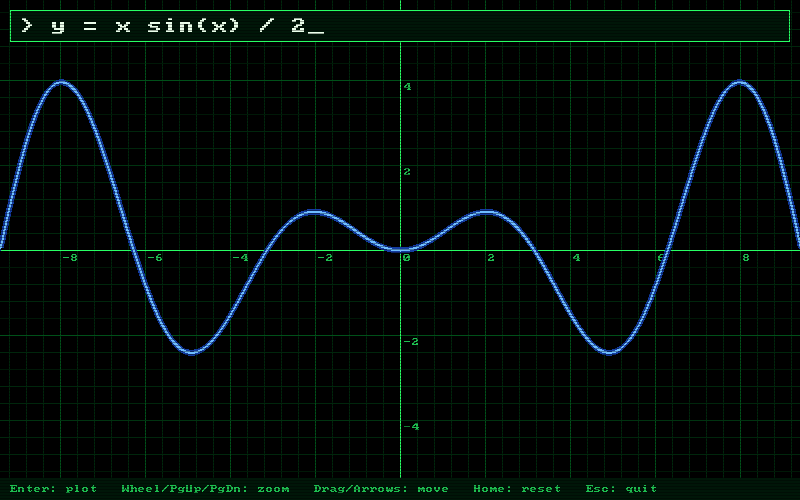 > y = x sin(x) / 2_
4
2
-8 -6 -4 -2 0 2 4 6 8
-2
-4
Enter: plot Wheel/PgUp/PgDn: zoom Drag/Arrows: move Home: reset Esc: quit